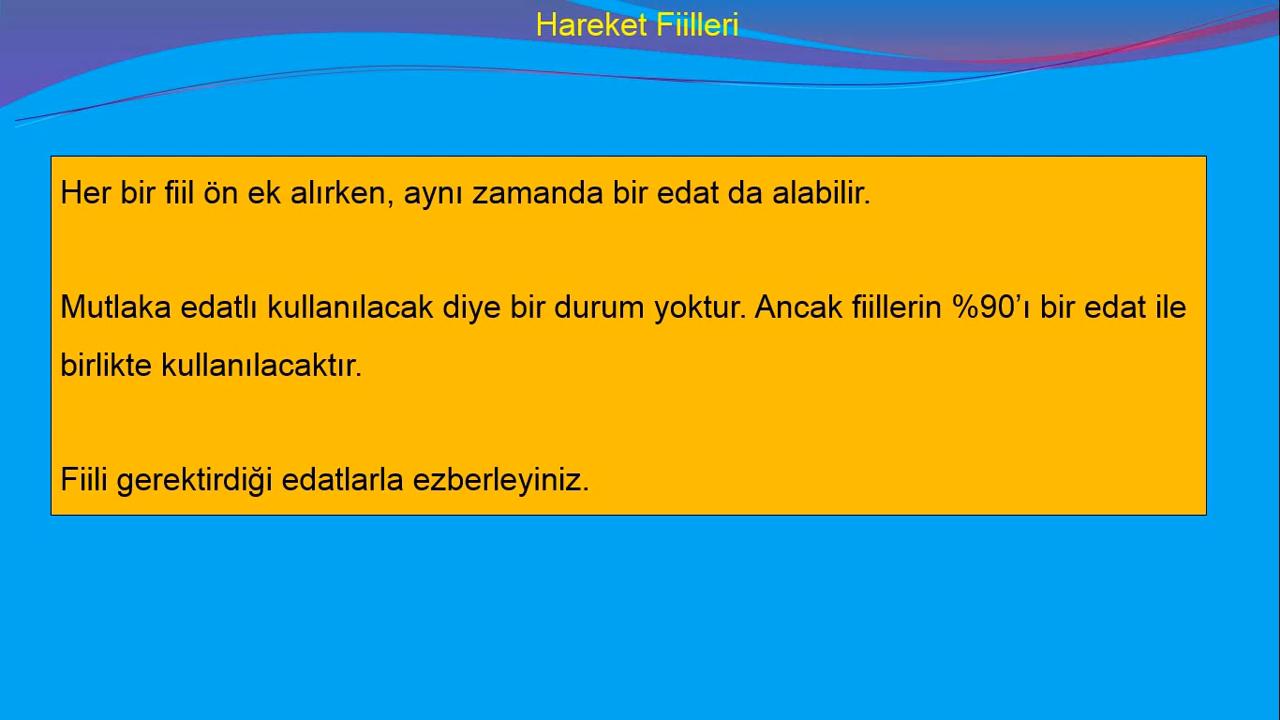 Hareket Fiilleri
Her bir fiil ön ek alırken, aynı zamanda bir edat da alabilir.
Mutlaka edatlı kullanılacak diye bir durum yoktur. Ancak fiillerin %90’ı bir edat ile
birlikte kullanılacaktır.
Fiili gerektirdiği edatlarla ezberleyiniz.